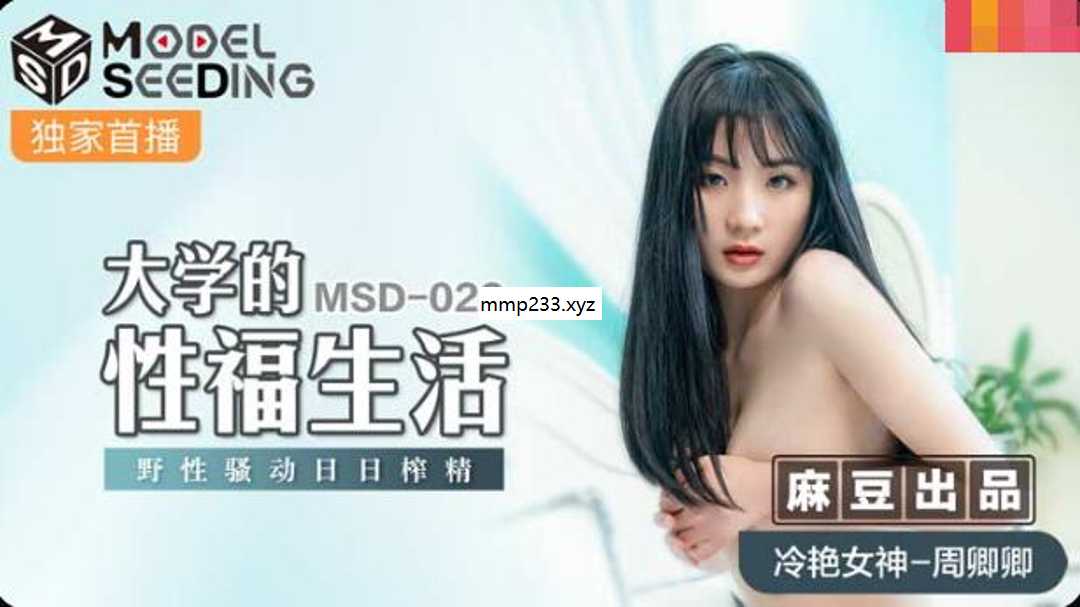 MSD
MODEL
SEEDING
独家首播
大学的
MSD-02
mmp233.xyz
性福生活
野性骚动日日榨精
麻豆出品
冷艳女神-周卿卿